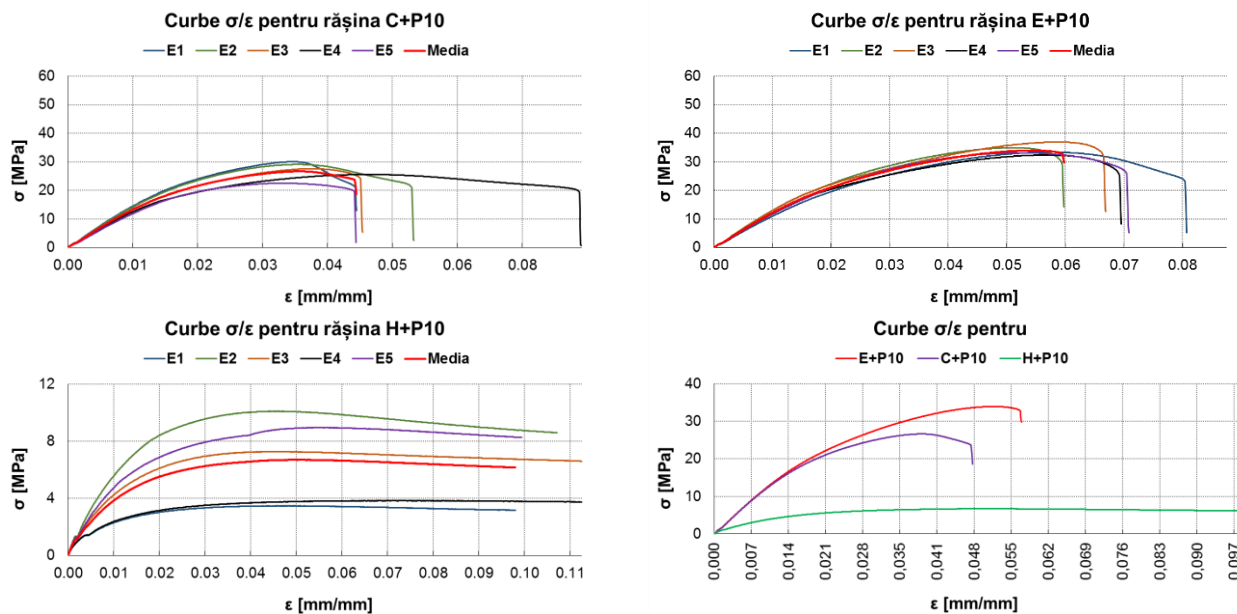 Curbe σ/ε pentru rășina C+P10
E1 E2 E3 E4 E5 Media
60
50
40
30
20
10
0
σ [MPa]
0.00 0.01 0.02 0.03 0.04 0.05 0.06 0.08
ε [mm/mm]
Curbe σ/ε pentru rășina E+P10
E1 E2 E3 E4 E5 Media
60
50
40
30
20
10
0
σ [MPa]
0.00 0.01 0.02 0.03 0.04 0.05 0.06 0.07 0.08
ε [mm/mm]
Curbe σ/ε pentru rășina H+P10
E1 E2 E3 E4 E5 Media
12
8
4
0
σ [MPa]
0.00 0.01 0.02 0.03 0.04 0.05 0.06 0.07 0.08 0.09 0.10 0.11
ε [mm/mm]
Curbe σ/ε pentru
E+P10 C+P10 H+P10
40
30
20
10
0
σ [MPa]
0,000 0,007 0,014 0,021 0,028 0,035 0,041 0,048 0,055 0,062 0,069 0,076 0,083 0,090 0,097
ε [mm/mm]